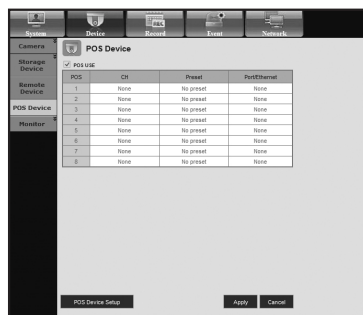 System Device Record Event Network
REC
Camera
Storage Device
Remote Device
POS Device
Monitor
POS Device
POS USE
POS CH Preset Port/Ethernet
1 None No preset None
2 None No preset None
3 None No preset None
4 None No preset None
5 None No preset None
6 None No preset None
7 None No preset None
8 None No preset None
POS Device Setup Apply Cancel